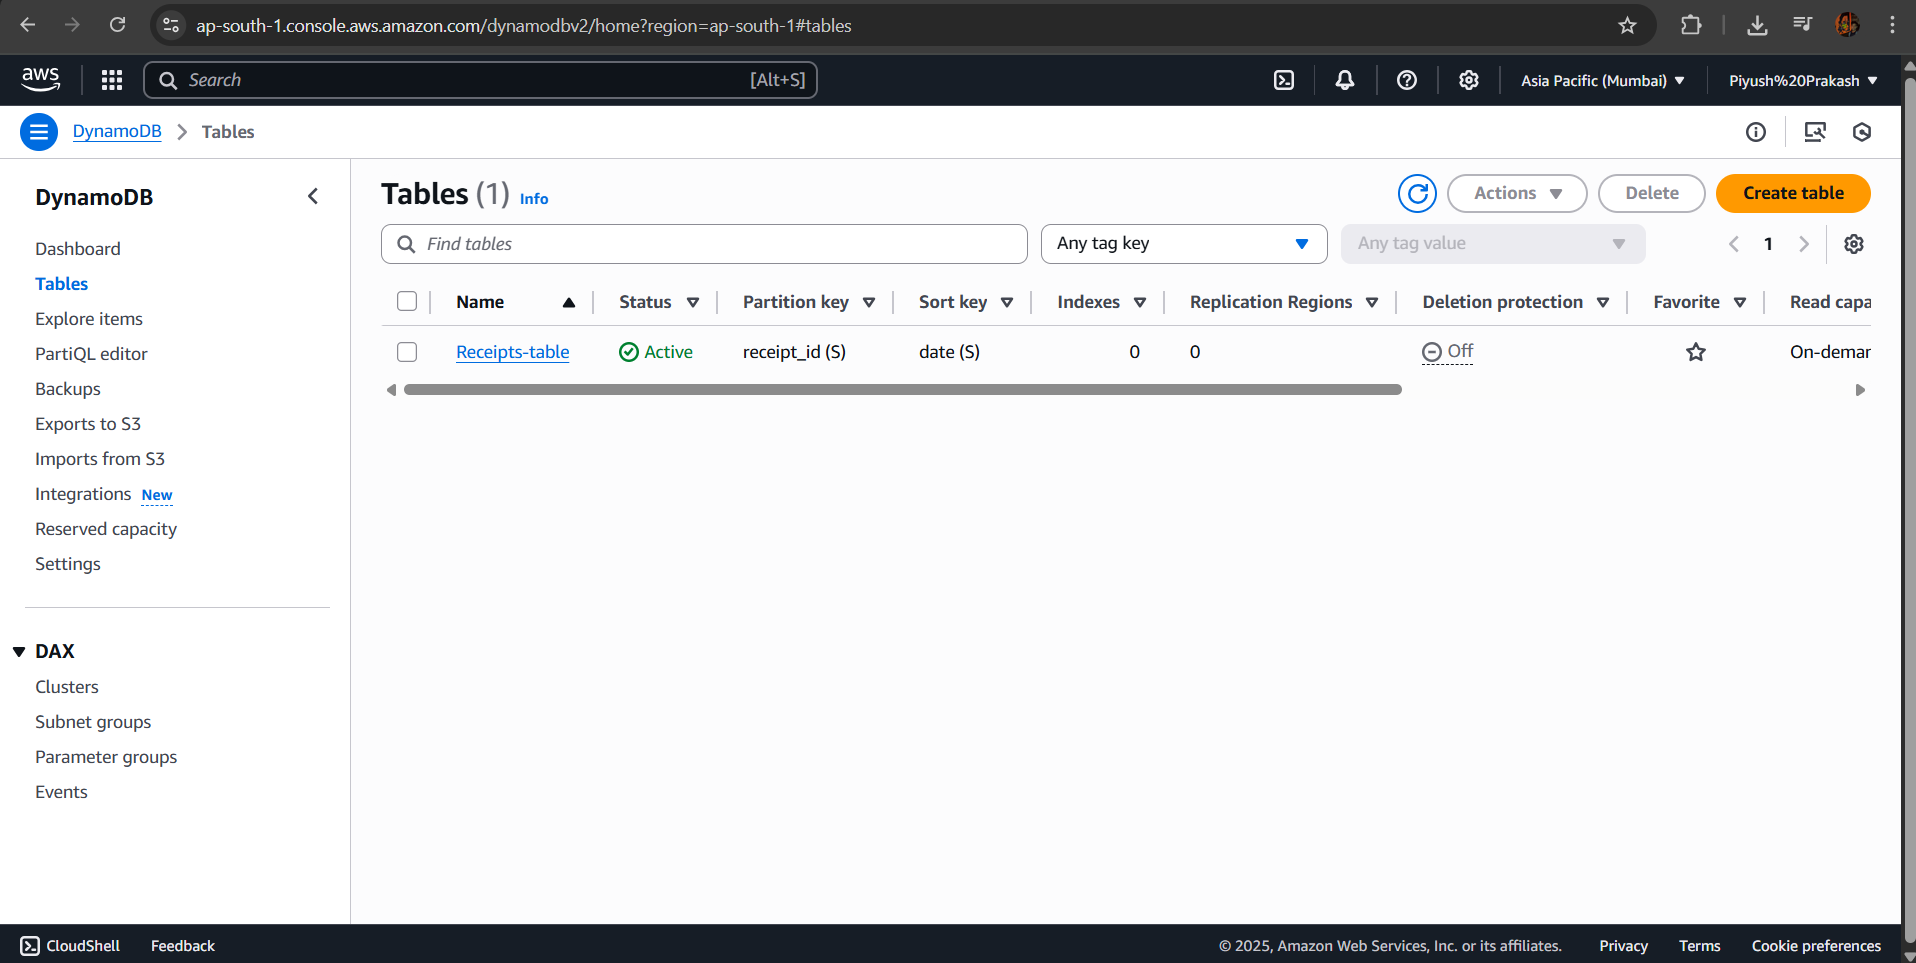 ap-south-1.console.aws.amazon.com/dynamodbv2/home?region=ap-south-1#tables
aws Search [Alt+S] Asia Pacific (Mumbai) Piyush%20Prakash
DynamoDB Tables
DynamoDB
Dashboard
Tables
Explore items
PartiQL editor
Backups
Exports to S3
Imports from S3
Integrations New
Reserved capacity
Settings
DAX
Clusters
Subnet groups
Parameter groups
Events
Tables (1) Info Actions Delete Create table
Find tables Any tag key Any tag value 1
Name Status Partition key Sort key Indexes Replication Regions Deletion protection Favorite Read capa
Receipts-table Active receipt_id (S) date (S) 0 0 Off On-deman
CloudShell Feedback © 2025, Amazon Web Services, Inc. or its affiliates. Privacy Terms Cookie preferences